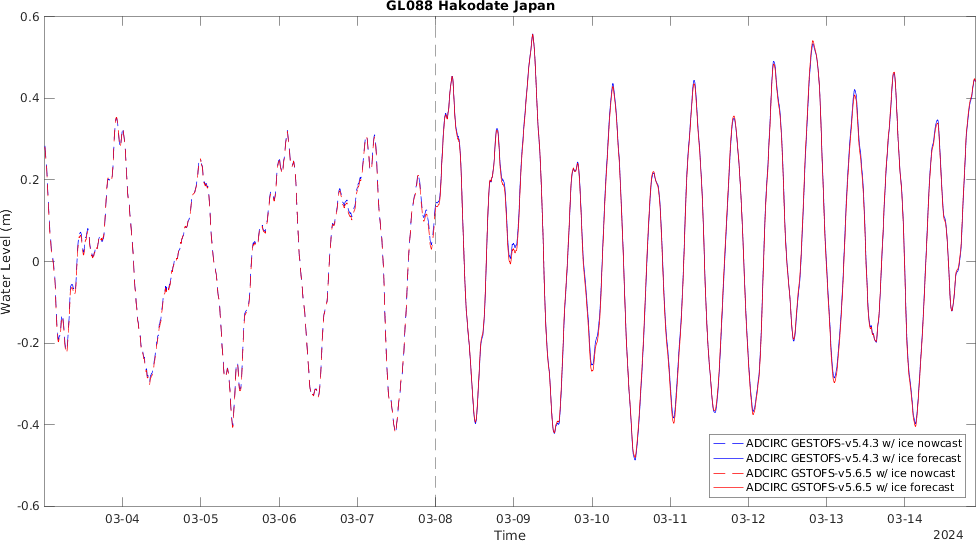 GL088 Hakodate Japan
0.6
0.4
0.2
0
-0.2
-0.4
-0.6
Water Level (m)
ADCIRC GESTOFS-v5.4.3 w/ ice nowcast
ADCIRC GESTOFS-v5.4.3 w/ ice forecast
ADCIRC GSTOFS-v5.6.5 w/ ice nowcast
ADCIRC GSTOFS-v5.6.5 w/ ice forecast
03-04 03-05 03-06 03-07 03-08 03-09 03-10 03-11 03-12 03-13 03-14
Time
2024